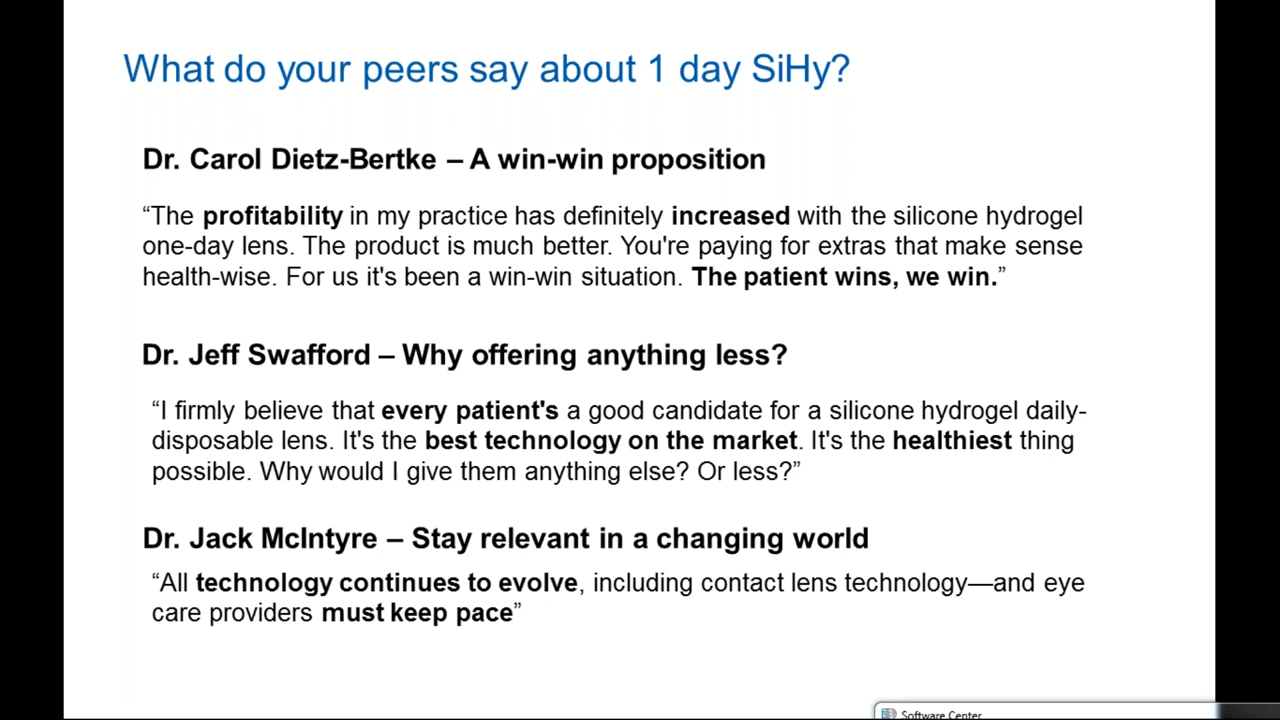 What do your peers say about 1 day SiHy?
Dr. Carol Dietz-Bertke – A win-win proposition
“The profitability in my practice has definitely increased with the silicone hydrogel
one-day lens. The product is much better. You're paying for extras that make sense
health-wise. For us it's been a win-win situation. The patient wins, we win.”
Dr. Jeff Swafford – Why offering anything less?
“I firmly believe that every patient's a good candidate for a silicone hydrogel daily-
disposable lens. It's the best technology on the market. It's the healthiest thing
possible. Why would I give them anything else? Or less?”
Dr. Jack McIntyre – Stay relevant in a changing world
“All technology continues to evolve, including contact lens technology—and eye
care providers must keep pace”
Software Center